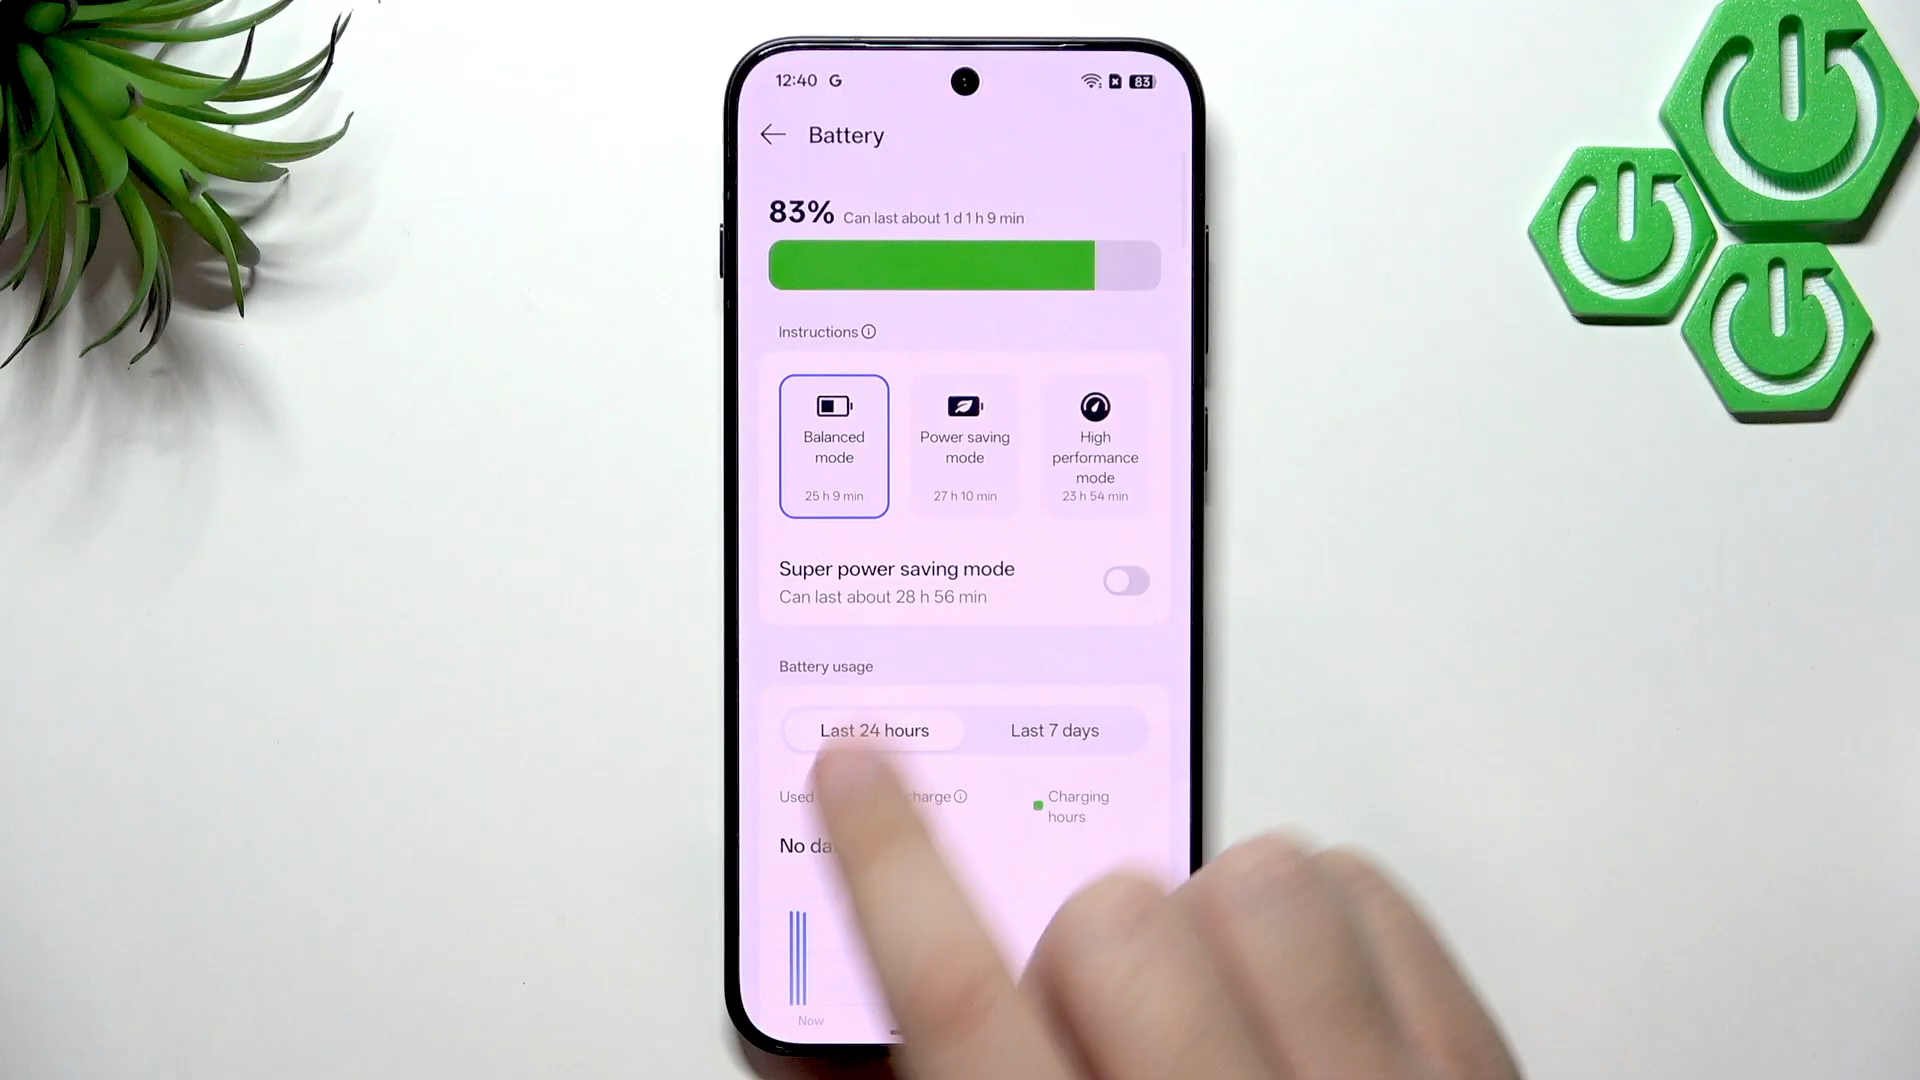 12:40 G
83
Battery
83% Can last about 1 d 1 h 9 min
Instructions
Balanced mode
25 h 9 min
Power saving mode
27 h 10 min
High performance mode
23 h 54 min
Super power saving mode
Can last about 28 h 56 min
Battery usage
Last 24 hours
Last 7 days
Used charge
Charging hours
No
Now